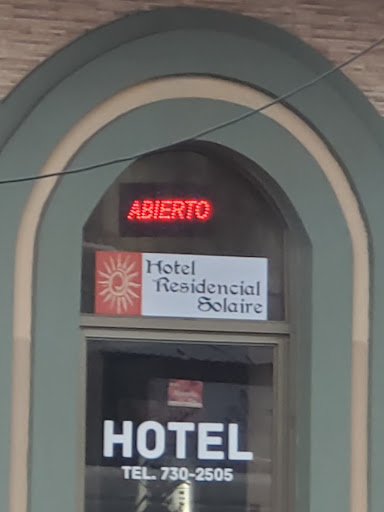 ABIERTO
Hotel
Residencial
Solaire
HOTEL
TEL. 730-2505